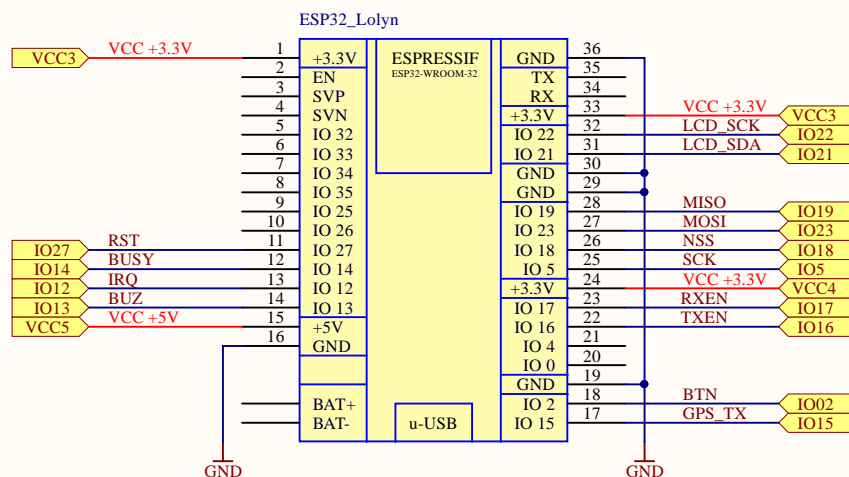 ESP32_Lolyn
VCC3 VCC +3.3V 1 +3.3V ESPRESSIF GND 36
2 EN ESP32-WROOM-32 TX 35
3 SVP RX 34
4 SVN +3.3V 33 VCC +3.3V VCC3
5 IO 32 IO 22 32 LCD_SCK IO22
6 IO 33 IO 21 31 LCD_SDA IO21
7 IO 34 GND 30
8 IO 35 GND 29
9 IO 25 IO 19 28 MISO IO19
10 IO 26 IO 23 27 MOSI IO23
IO27 RST 11 IO 27 IO 18 26 NSS IO18
IO14 BUSY 12 IO 14 IO 5 25 SCK IO5
IO12 IRQ 13 IO 12 +3.3V 24 VCC +3.3V VCC4
IO13 BUZ 14 IO 13 IO 17 23 RXEN IO17
VCC5 VCC +5V 15 +5V IO 16 22 TXEN IO16
16 GND IO 4 21
IO 0 20
GND 19
BAT+ IO 2 18 BTN IO02
BAT- u-USB IO 15 17 GPS_TX IO15
GND GND